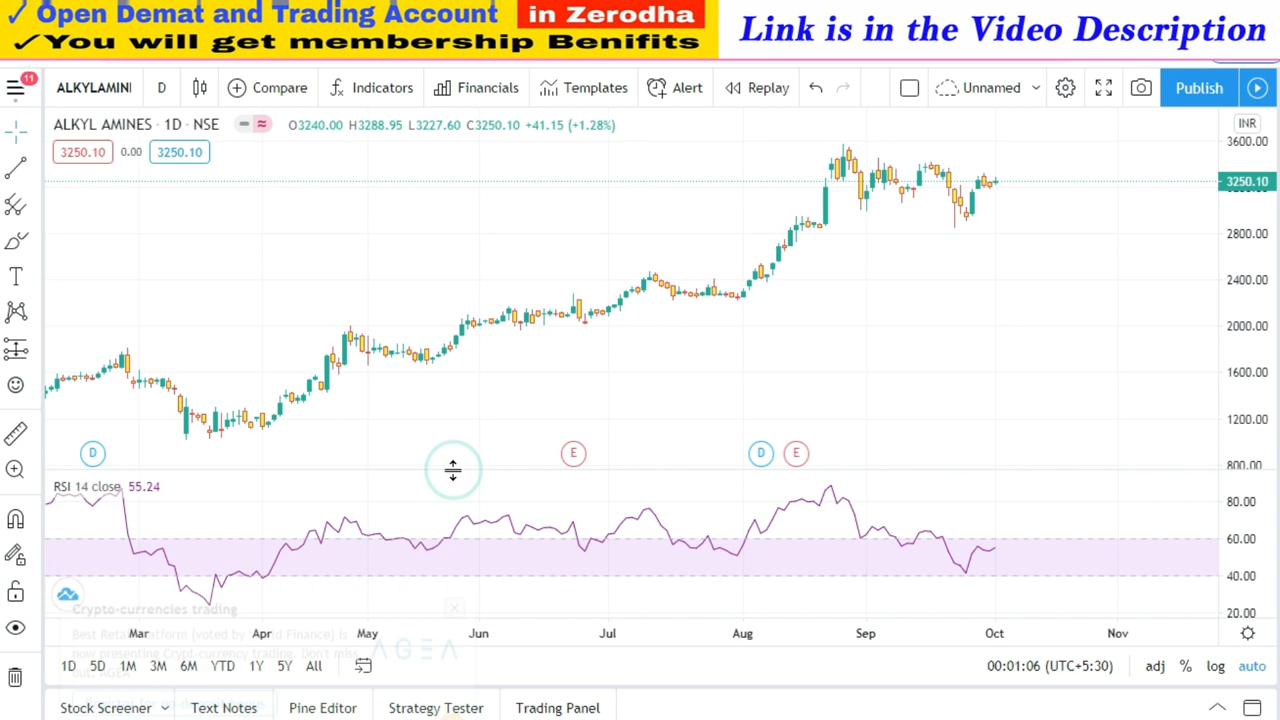 ✓ Open Demat and Trading Account in Zerodha
✓You will get membership Benifits
Link is in the Video Description
11
ALKYLAMINI D Compare Indicators Financials Templates Alert Replay Unnamed Publish
ALKYL AMINES · 1D · NSE O3240.00 H3288.95 L3227.60 C3250.10 +41.15 (+1.28%)
INR
3250.10 0.00 3250.10
3600.00
3250.10
2800.00
2400.00
2000.00
1600.00
1200.00
800.00
D E D E
RSI 14 close 55.24
80.00
60.00
40.00
20.00
Crypto-currencies trading
Mar Apr May Jun Jul Aug Sep Oct Nov
AGEA
1D 5D 1M 3M 6M YTD 1Y 5Y All
00:01:06 (UTC+5:30) adj % log auto
Stock Screener Text Notes Pine Editor Strategy Tester Trading Panel